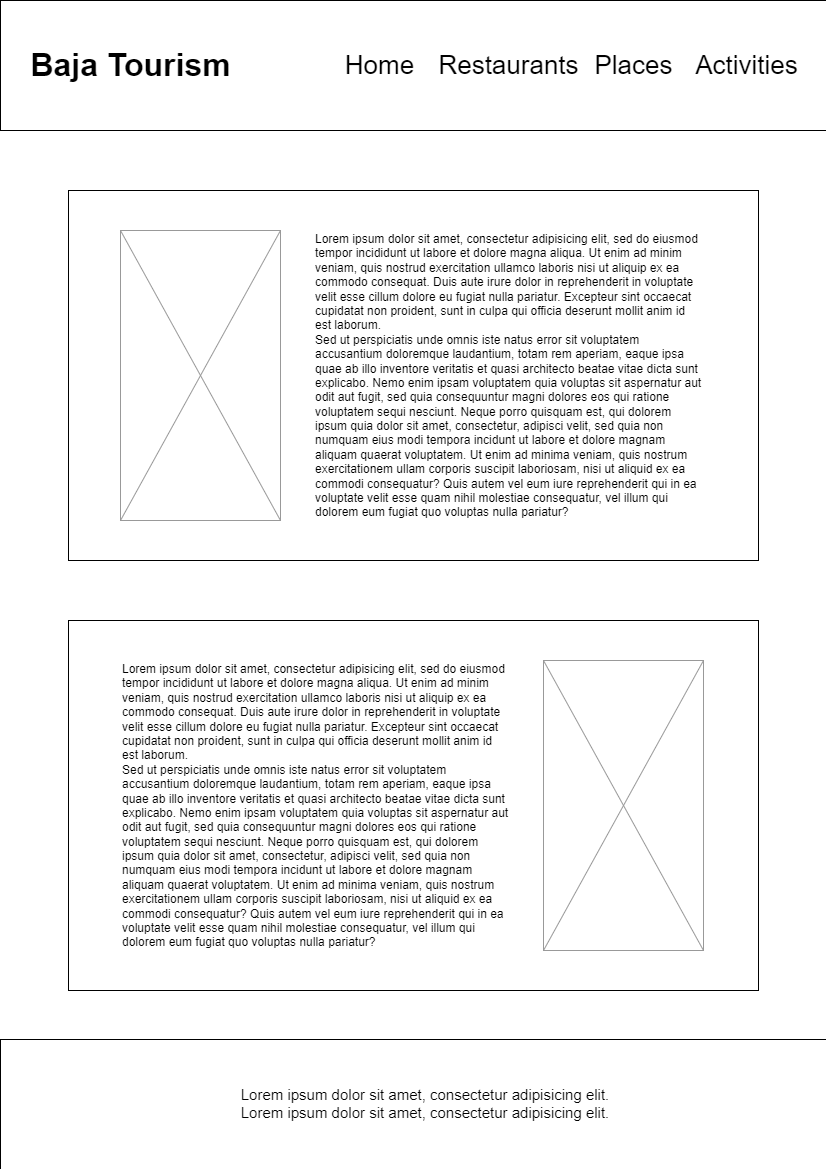 Baja Tourism
Home Restaurants Places Activities
Lorem ipsum dolor sit amet, consectetur adipisicing elit, sed do eiusmod
tempor incididunt ut labore et dolore magna aliqua. Ut enim ad minim
veniam, quis nostrud exercitation ullamco laboris nisi ut aliquip ex ea
commodo consequat. Duis aute irure dolor in reprehenderit in voluptate
velit esse cillum dolore eu fugiat nulla pariatur. Excepteur sint occaecat
cupidatat non proident, sunt in culpa qui officia deserunt mollit anim id
est laborum.
Sed ut perspiciatis unde omnis iste natus error sit voluptatem
accusantium doloremque laudantium, totam rem aperiam, eaque ipsa
quae ab illo inventore veritatis et quasi architecto beatae vitae dicta sunt
explicabo. Nemo enim ipsam voluptatem quia voluptas sit aspernatur aut
odit aut fugit, sed quia consequuntur magni dolores eos qui ratione
voluptatem sequi nesciunt. Neque porro quisquam est, qui dolorem
ipsum quia dolor sit amet, consectetur, adipisci velit, sed quia non
numquam eius modi tempora incidunt ut labore et dolore magnam
aliquam quaerat voluptatem. Ut enim ad minima veniam, quis nostrum
exercitationem ullam corporis suscipit laboriosam, nisi ut aliquid ex ea
commodi consequatur? Quis autem vel eum iure reprehenderit qui in ea
voluptate velit esse quam nihil molestiae consequatur, vel illum qui
dolorem eum fugiat quo voluptas nulla pariatur?
Lorem ipsum dolor sit amet, consectetur adipisicing elit, sed do eiusmod
tempor incididunt ut labore et dolore magna aliqua. Ut enim ad minim
veniam, quis nostrud exercitation ullamco laboris nisi ut aliquip ex ea
commodo consequat. Duis aute irure dolor in reprehenderit in voluptate
velit esse cillum dolore eu fugiat nulla pariatur. Excepteur sint occaecat
cupidatat non proident, sunt in culpa qui officia deserunt mollit anim id
est laborum.
Sed ut perspiciatis unde omnis iste natus error sit voluptatem
accusantium doloremque laudantium, totam rem aperiam, eaque ipsa
quae ab illo inventore veritatis et quasi architecto beatae vitae dicta sunt
explicabo. Nemo enim ipsam voluptatem quia voluptas sit aspernatur aut
odit aut fugit, sed quia consequuntur magni dolores eos qui ratione
voluptatem sequi nesciunt. Neque porro quisquam est, qui dolorem
ipsum quia dolor sit amet, consectetur, adipisci velit, sed quia non
numquam eius modi tempora incidunt ut labore et dolore magnam
aliquam quaerat voluptatem. Ut enim ad minima veniam, quis nostrum
exercitationem ullam corporis suscipit laboriosam, nisi ut aliquid ex ea
commodi consequatur? Quis autem vel eum iure reprehenderit qui in ea
voluptate velit esse quam nihil molestiae consequatur, vel illum qui
dolorem eum fugiat quo voluptas nulla pariatur?
Lorem ipsum dolor sit amet, consectetur adipisicing elit.
Lorem ipsum dolor sit amet, consectetur adipisicing elit.